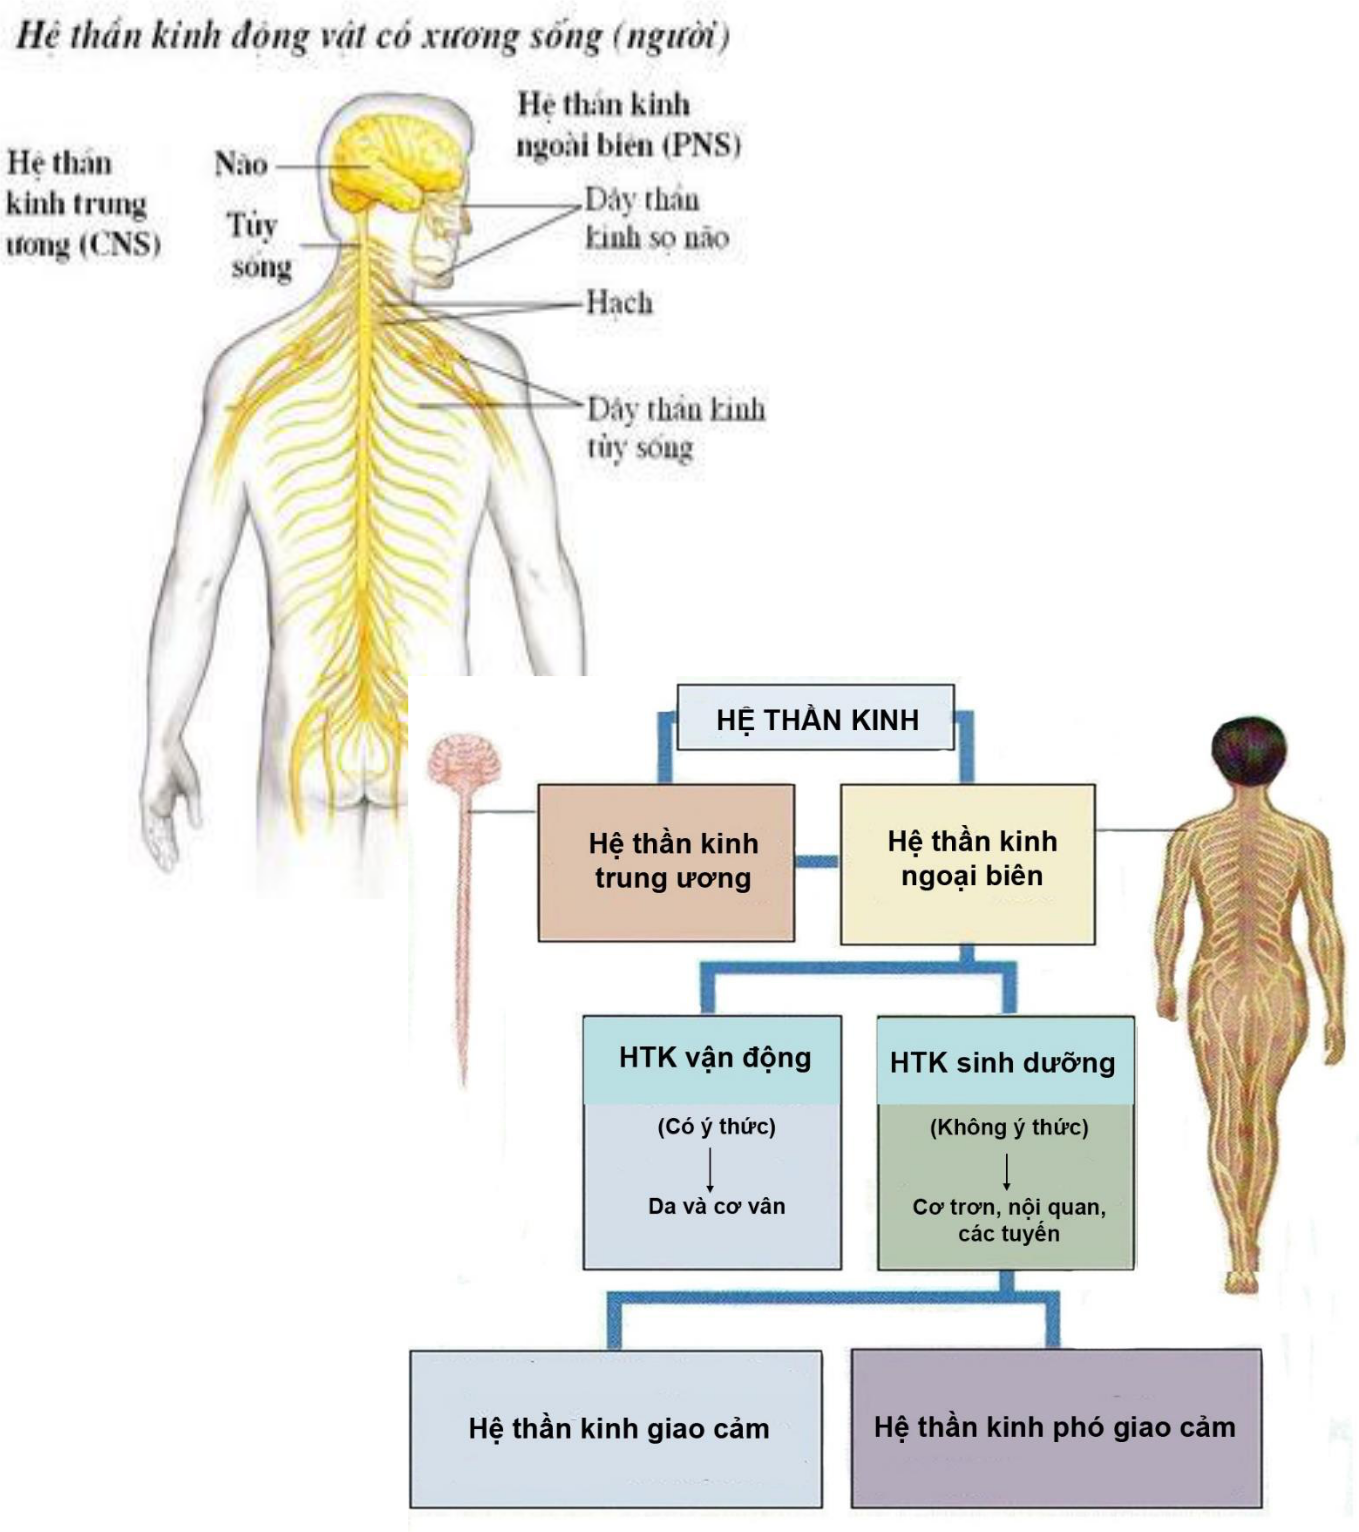 Hệ thần kinh động vật có xương sống (người)
Hệ thần
kinh trung
ương (CNS)
Não
Tủy
sống
Hệ thần kinh
ngoài biên (PNS)
Dây thần
kinh sọ não
Hạch
Dây thần kinh
tủy sống
HỆ THẦN KINH
Hệ thần kinh
trung ương
Hệ thần kinh
ngoại biên
HTK vận động
(Có ý thức)
Da và cơ vân
HTK sinh dưỡng
(Không ý thức)
Cơ trơn, nội quan,
các tuyến
Hệ thần kinh giao cảm
Hệ thần kinh phó giao cảm